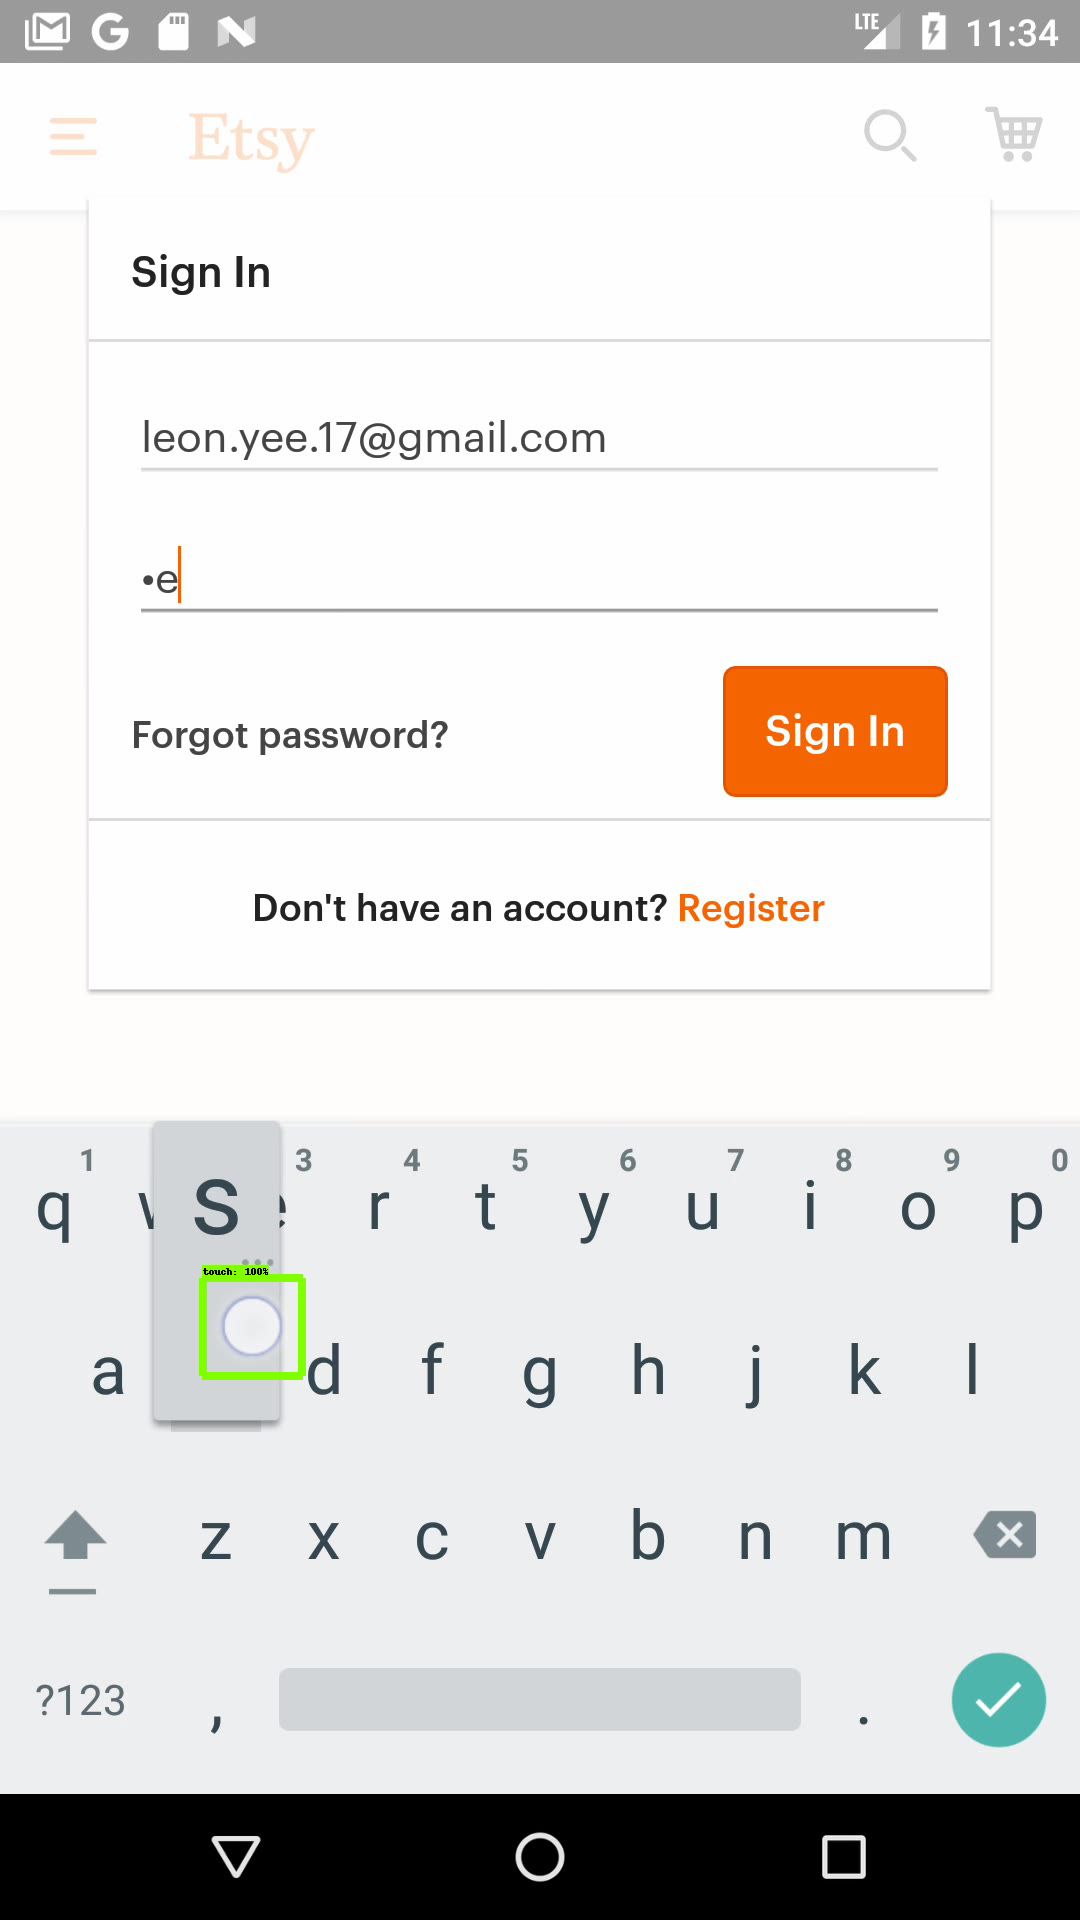 LTE 11:34
Etsy
Sign In
leon.yee.17@gmail.com
•e
Forgot password?
Sign In
Don't have an account? Register
1 3 4 5 6 7 8 9 0
q w e r t y u i o p
s
touch: 100%
a d f g h j k l
z x c v b n m
?123 , .